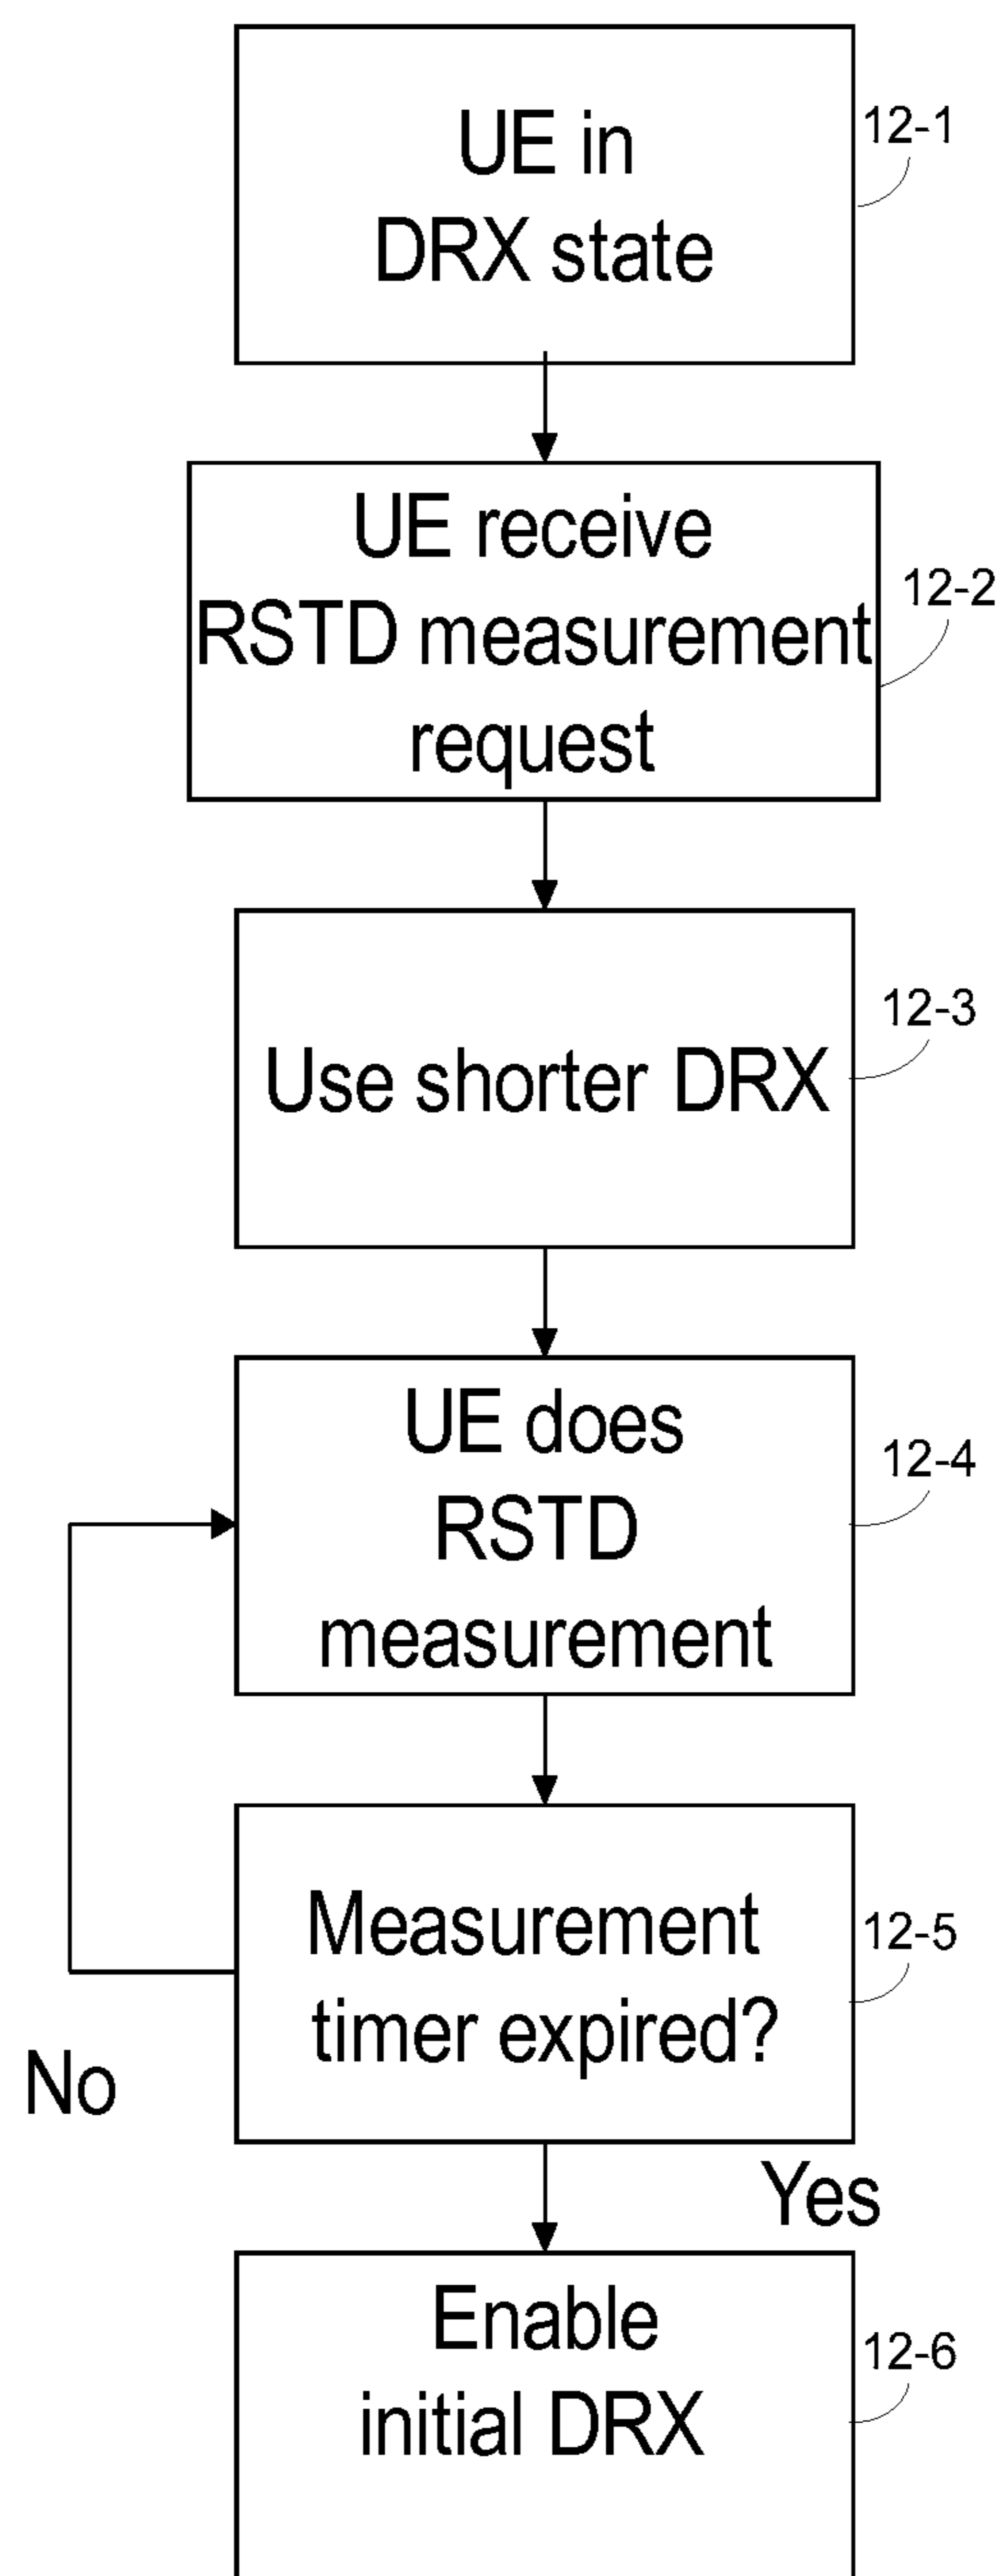 UE in
DRX state
12-1
UE receive
RSTD measurement
request
12-2
Use shorter DRX
12-3
UE does
RSTD
measurement
12-4
Measurement
timer expired?
12-5
No
Yes
Enable
initial DRX
12-6